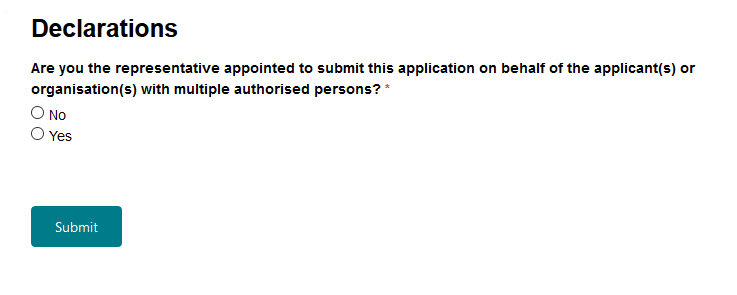 Declarations
Are you the representative appointed to submit this application on behalf of the applicant(s) or
organisation(s) with multiple authorised persons? *
No
Yes
Submit